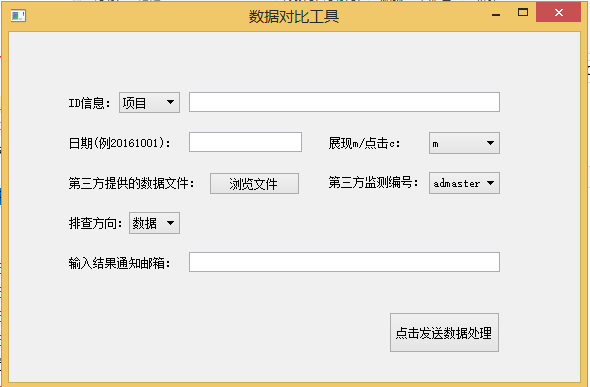 数据对比工具
ID信息： 项目
日期(例20161001)： 展现m/点击c： m
第三方提供的数据文件： 浏览文件 第三方监测编号： admaster
排查方向： 数据
输入结果通知邮箱：
点击发送数据处理